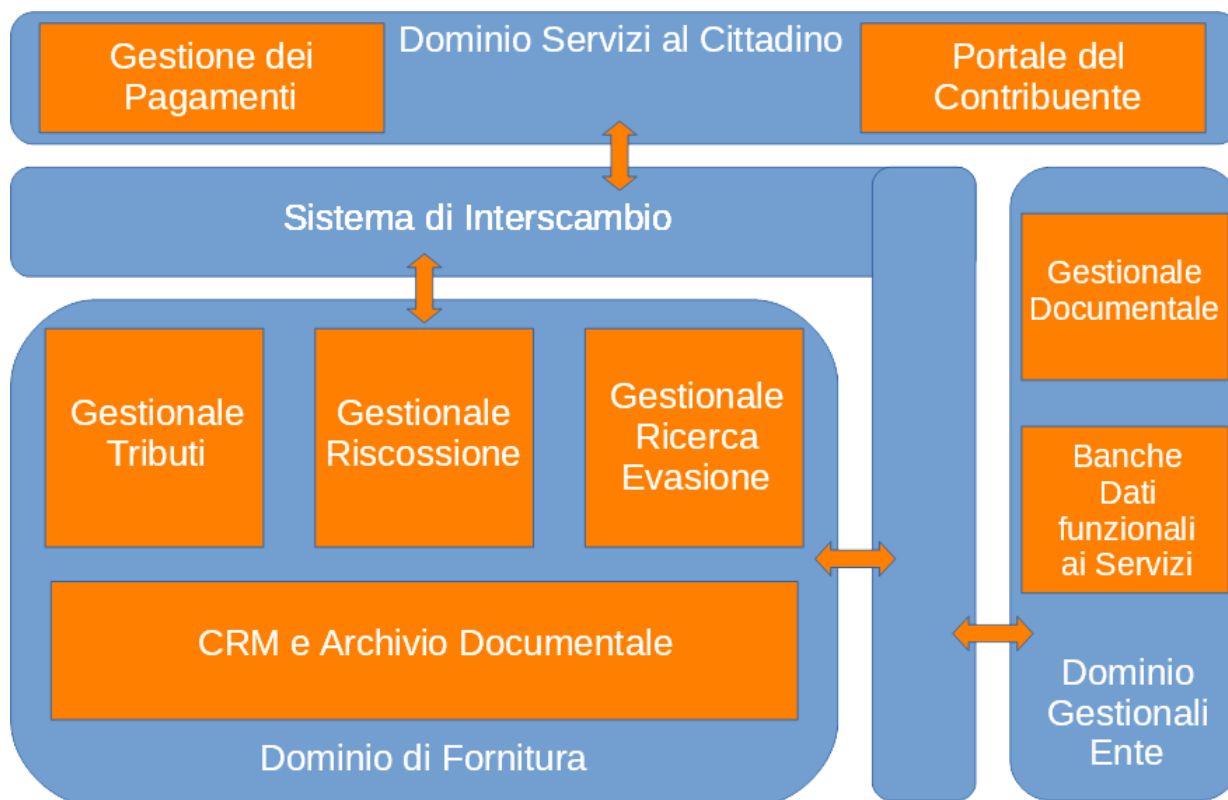 Dominio Servizi al Cittadino
Gestione dei
Pagamenti
Portale del
Contribuente
Sistema di Interscambio
Gestionale
Tributi
Gestionale
Riscossione
Gestionale
Ricerca
Evasione
CRM e Archivio Documentale
Dominio di Fornitura
Gestionale
Documentale
Banche
Dati
funzionali
ai Servizi
Dominio
Gestionali
Ente